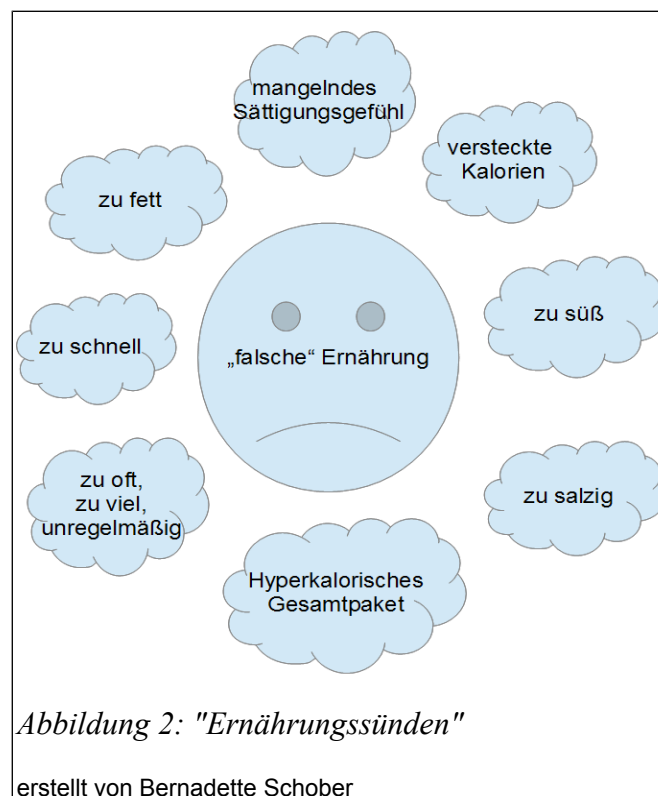 mangelndes
Sättigungsgefühl
versteckte
Kalorien
zu fett
zu süß
zu schnell
„falsche“ Ernährung
zu oft,
zu viel,
unregelmäßig
zu salzig
Hyperkalorisches
Gesamtpaket
Abbildung 2: "Ernährungssünden"
erstellt von Bernadette Schober